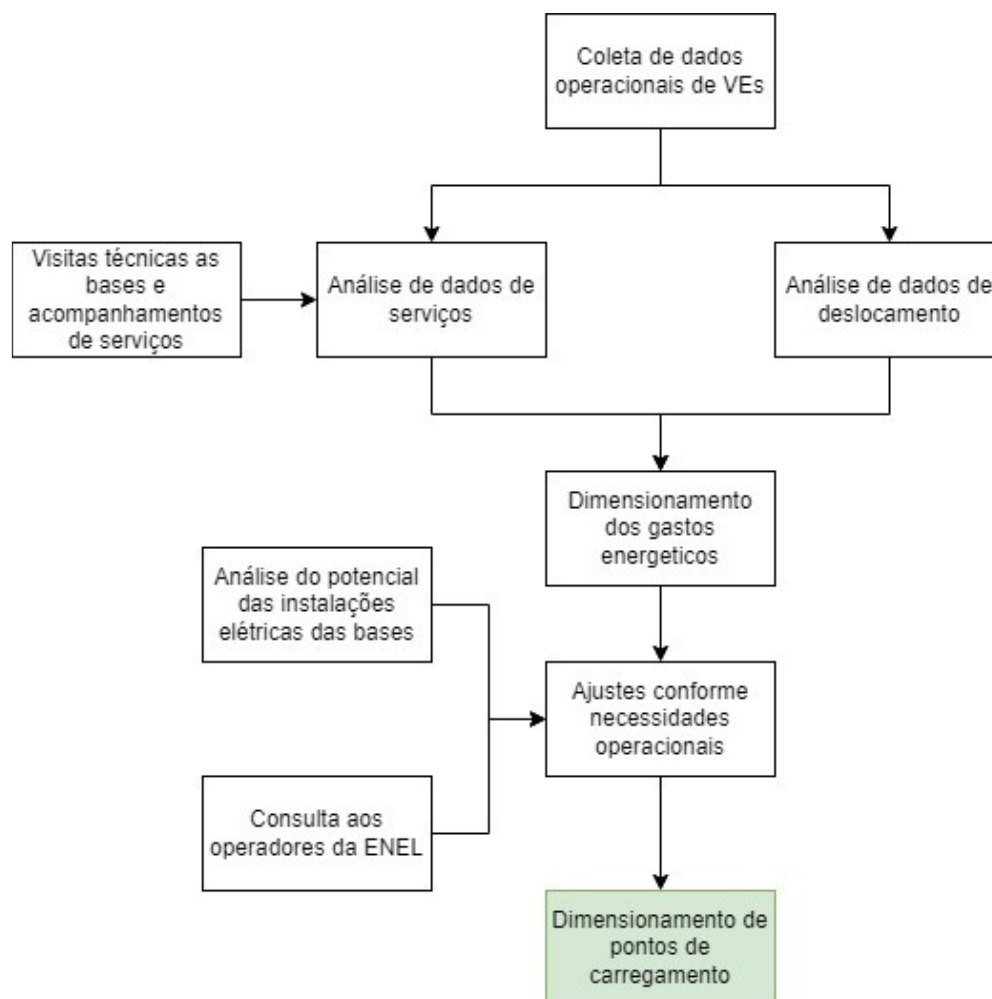 Coleta de dados
operacionais de VEs
Visitas técnicas as
bases e
acompanhamentos
de serviços
Análise de dados de
serviços
Análise de dados de
deslocamento
Dimensionamento
dos gastos
energeticos
Análise do potencial
das instalações
elétricas das bases
Ajustes conforme
necessidades
operacionais
Consulta aos
operadores da ENEL
Dimensionamento de
pontos de
carregamento